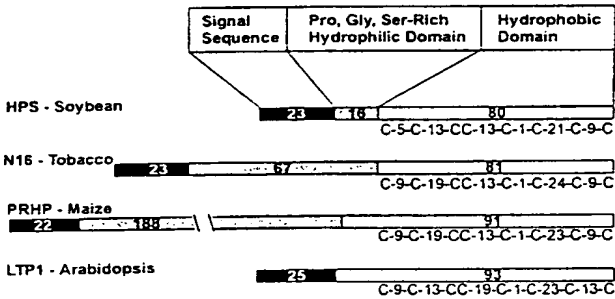 Signal Sequence
Pro, Gly, Ser-Rich Hydrophilic Domain
Hydrophobic Domain
HPS - Soybean
23 16 80
C-5-C-13-CC-13-C-1-C-21-C-9-C
N16 - Tobacco
23 67 81
C-9-C-19-CC-13-C-1-C-24-C-9-C
PRHP - Maize
22 188 91
C-9-C-19-CC-13-C-1-C-23-C-9-C
LTP1 - Arabidopsis
25 93
C-9-C-13-CC-19-C-1-C-23-C-13-C